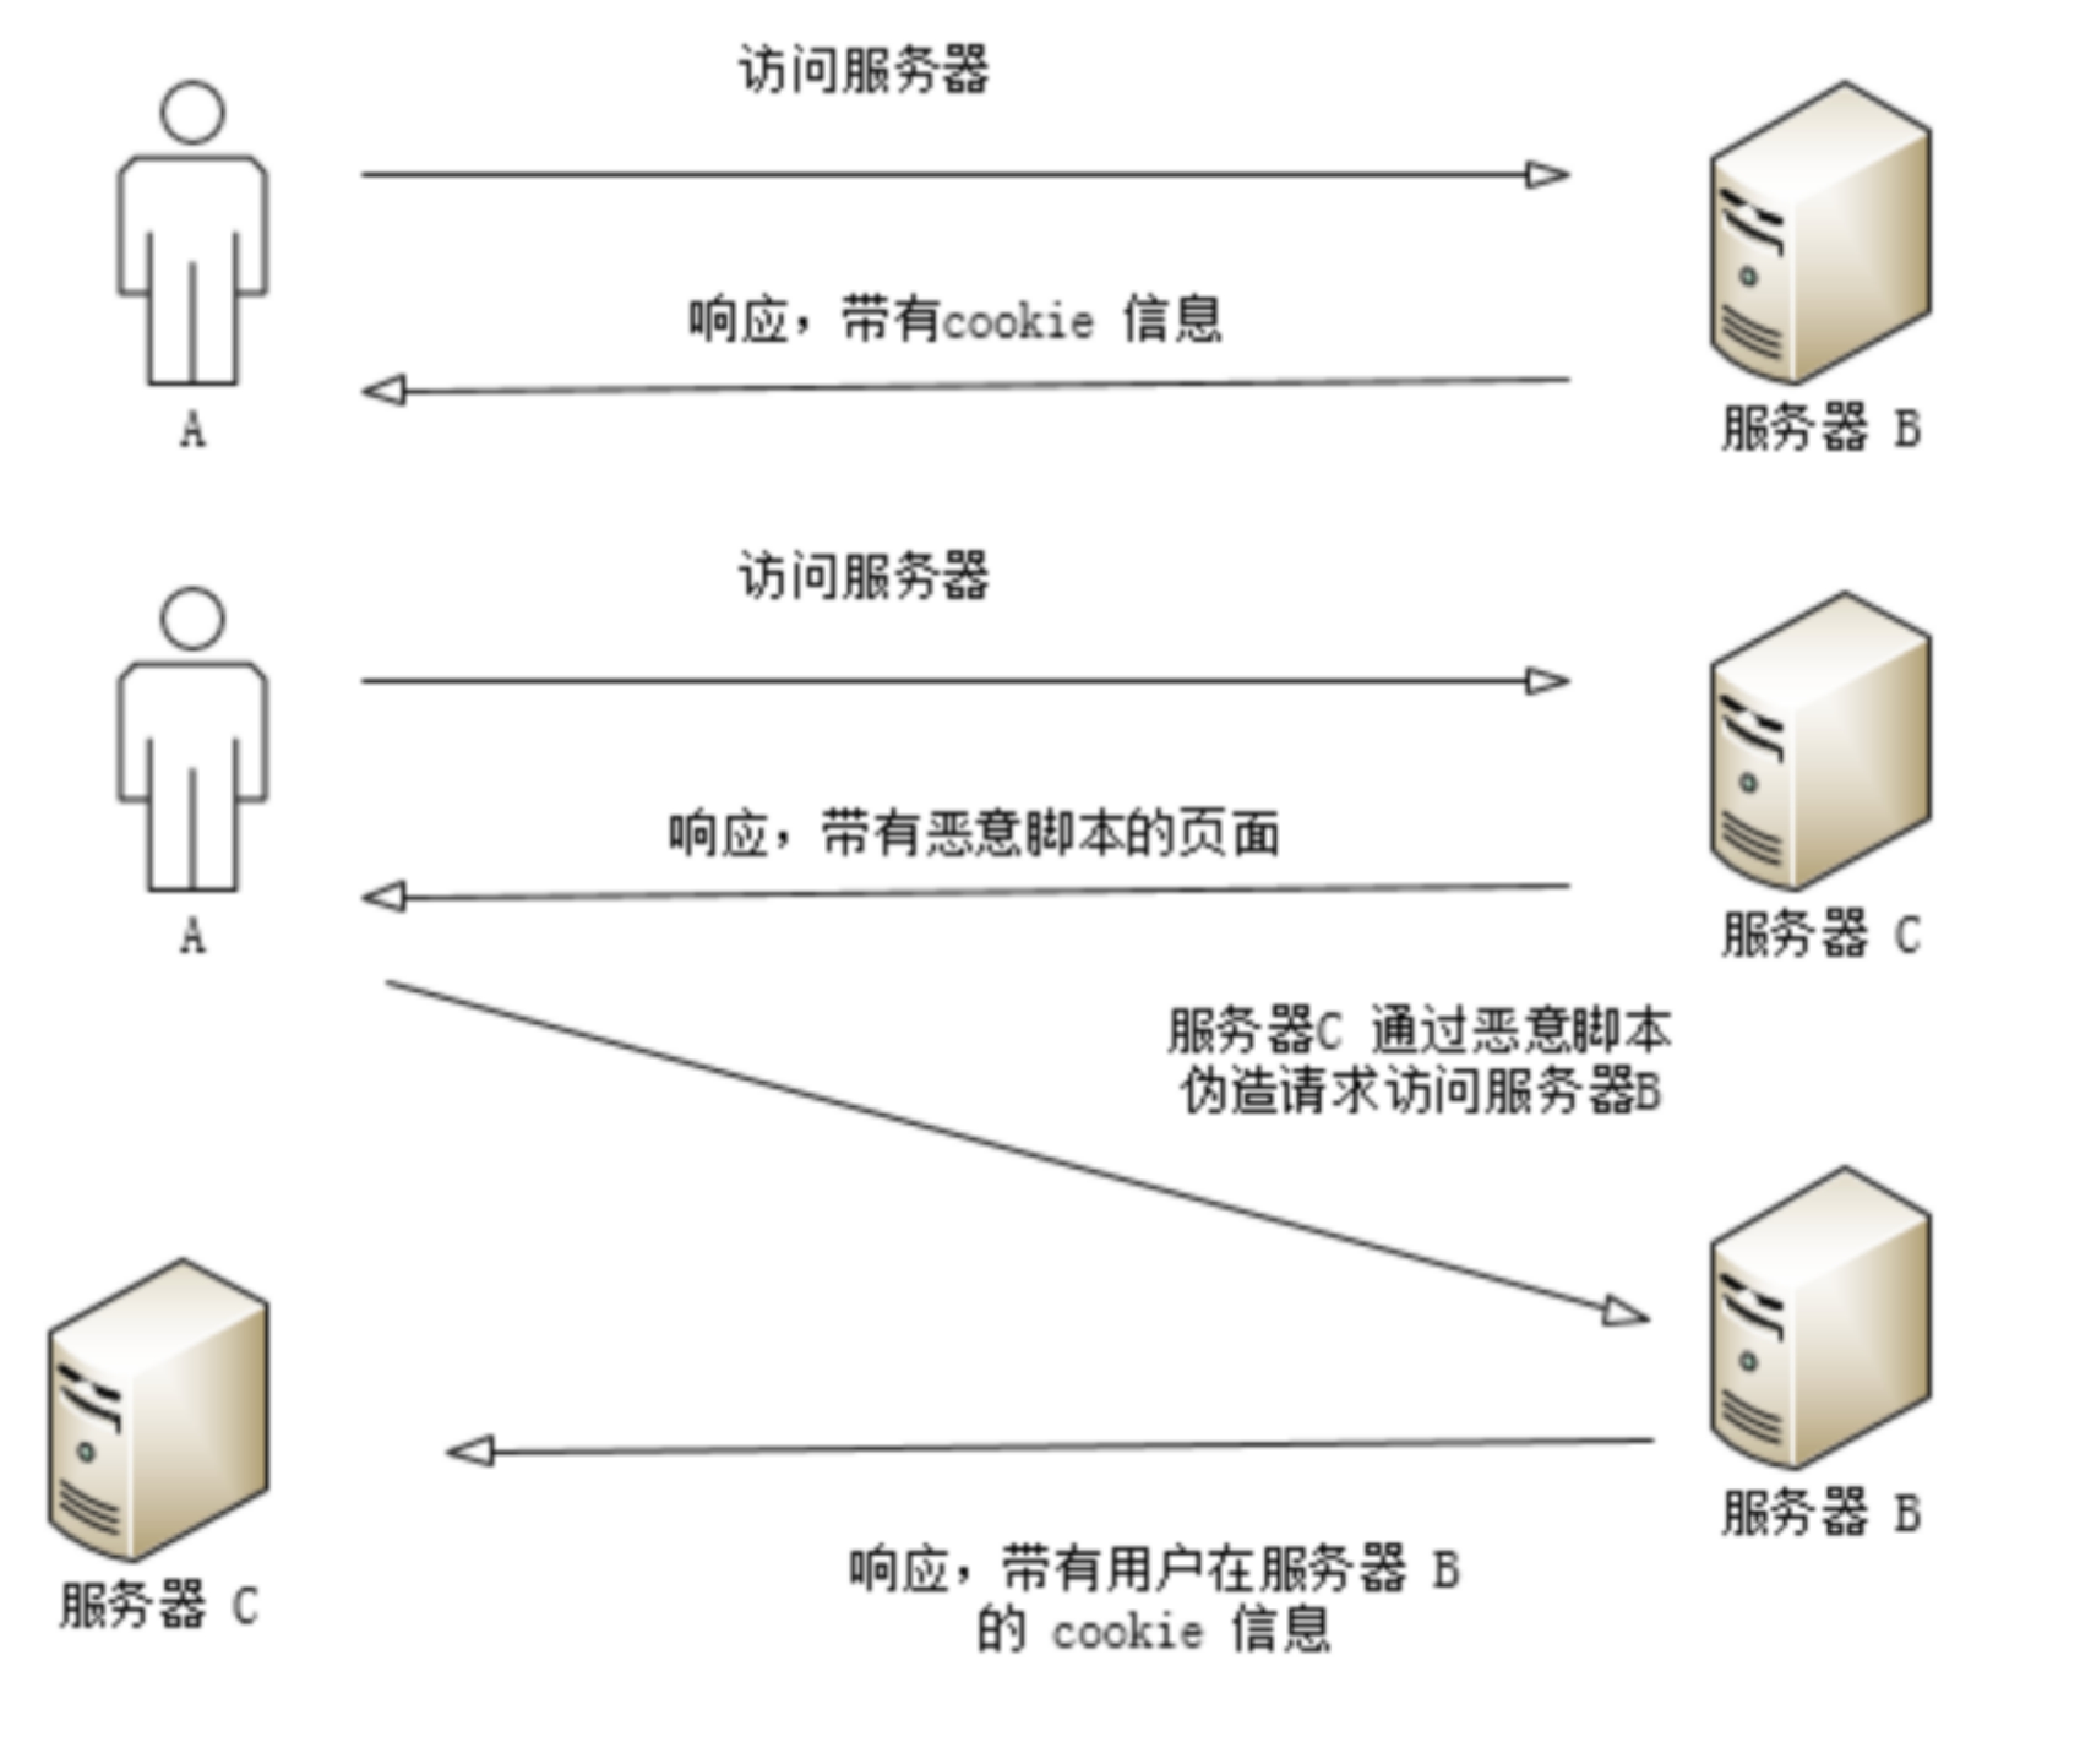 访问服务器
响应，带有cookie 信息
A
服务器 B
访问服务器
响应，带有恶意脚本的页面
A
服务器 C
服务器C 通过恶意脚本
伪造请求访问服务器B
服务器 B
响应，带有用户在服务器 B
的 cookie 信息
服务器 C